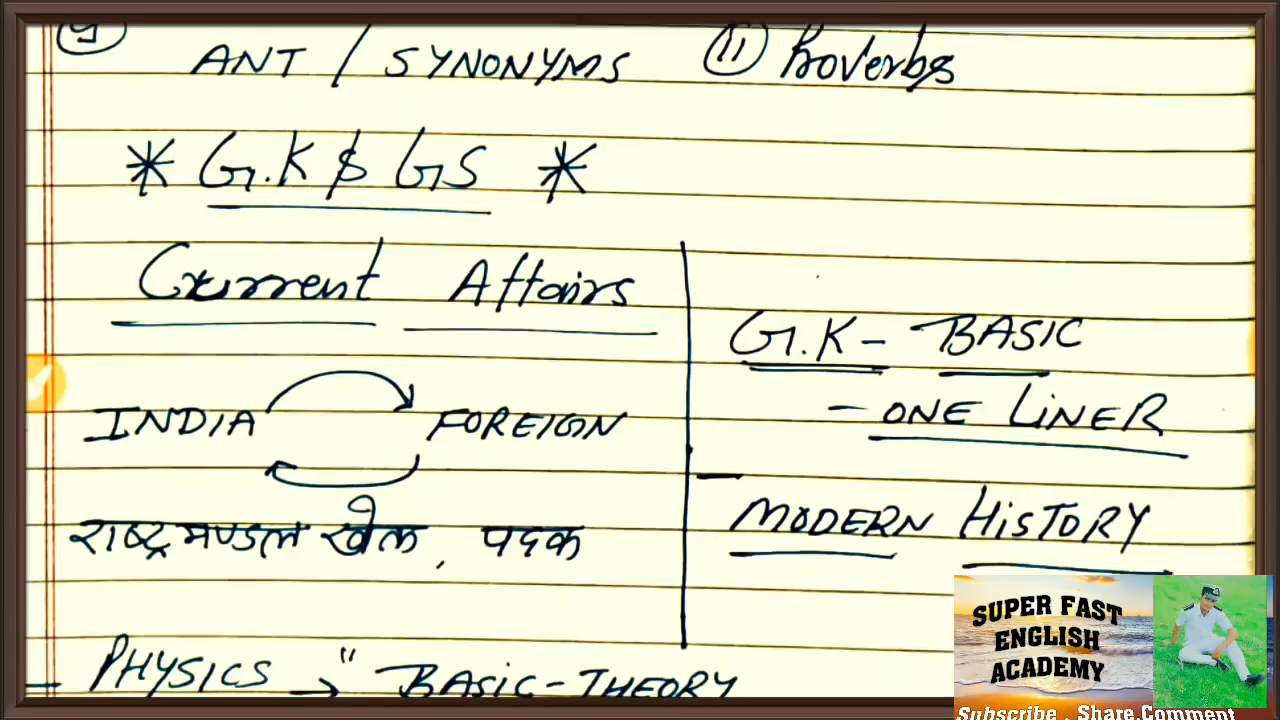 9 ANT / SYNONYMS 11 Proverbs
* G.K & GS *
Current Affairs
INDIA FOREIGN
राष्ट्रमण्डल खेल, पदक
G.K - BASIC
- ONE LINER
- MODERN HISTORY
- PHYSICS " → BASIC-THEORY
SUPER FAST
ENGLISH
ACADEMY
Subscribe . Share.Comment